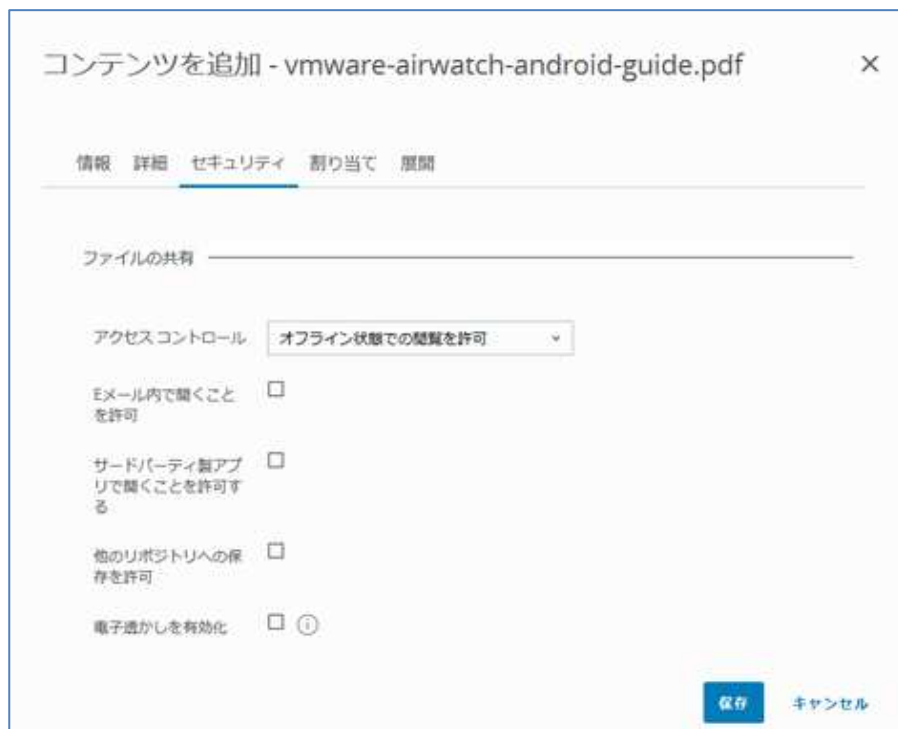 コンテンツを追加 - vmware-airwatch-android-guide.pdf
情報 詳細 セキュリティ 割り当て 展開
ファイルの共有
アクセス コントロール オフライン状態での閲覧を許可
Eメール内で開くこと
を許可
サードパーティ製アプ
リで開くことを許可す
る
他のリポジトリへの保
存を許可
電子透かしを有効化
保存 キャンセル